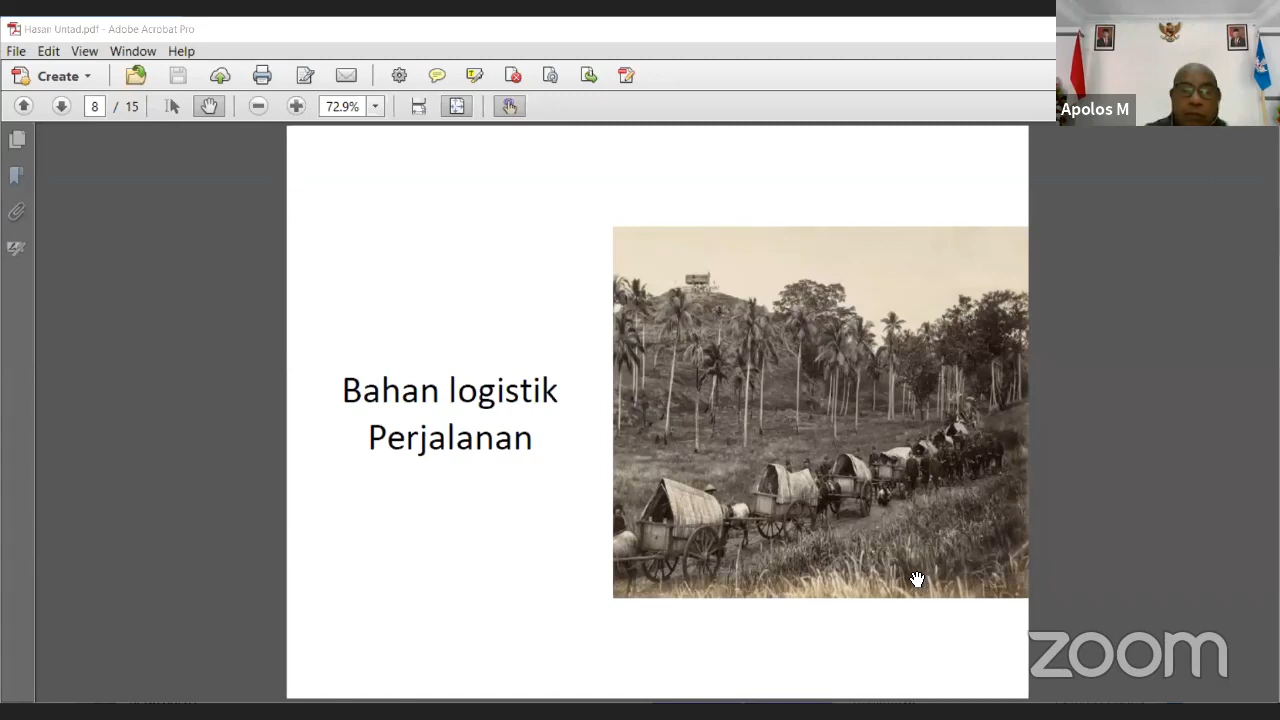 Hasan Untad.pdf - Adobe Acrobat Pro
File Edit View Window Help
Create
8 / 15 72.9%
Apolos M
Bahan logistik
Perjalanan
zoom